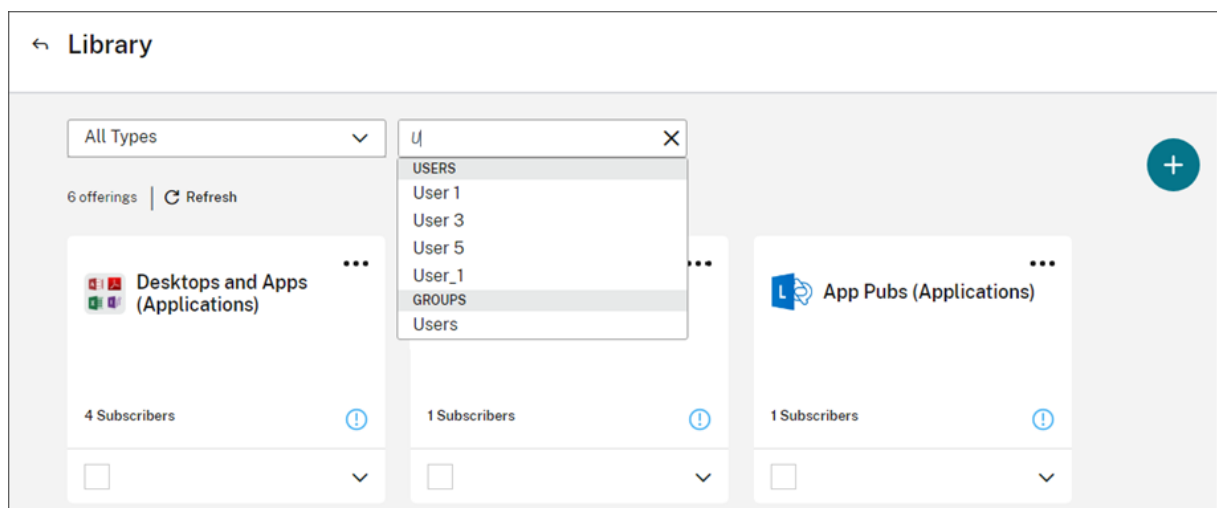 Library
All Types
U
6 offerings
Refresh
USERS
User 1
User 3
User 5
User_1
GROUPS
Users
Desktops and Apps
(Applications)
4 Subscribers
1 Subscribers
L
App Pubs (Applications)
1 Subscribers